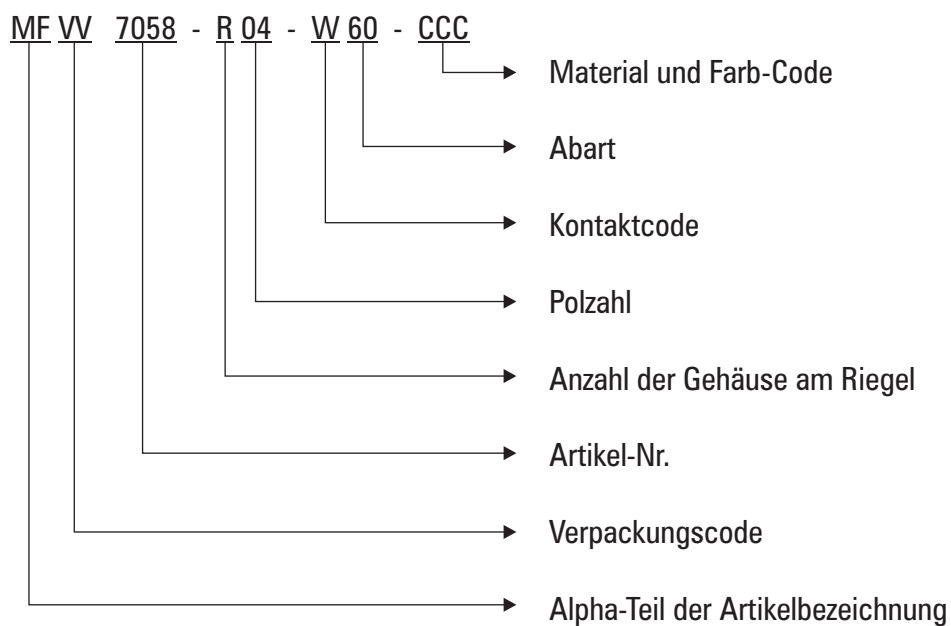 MF VV 7058 - R 04 - W 60 - CCC
Material und Farb-Code
Abart
Kontaktcode
Polzahl
Anzahl der Gehäuse am Riegel
Artikel-Nr.
Verpackungscode
Alpha-Teil der Artikelbezeichnung